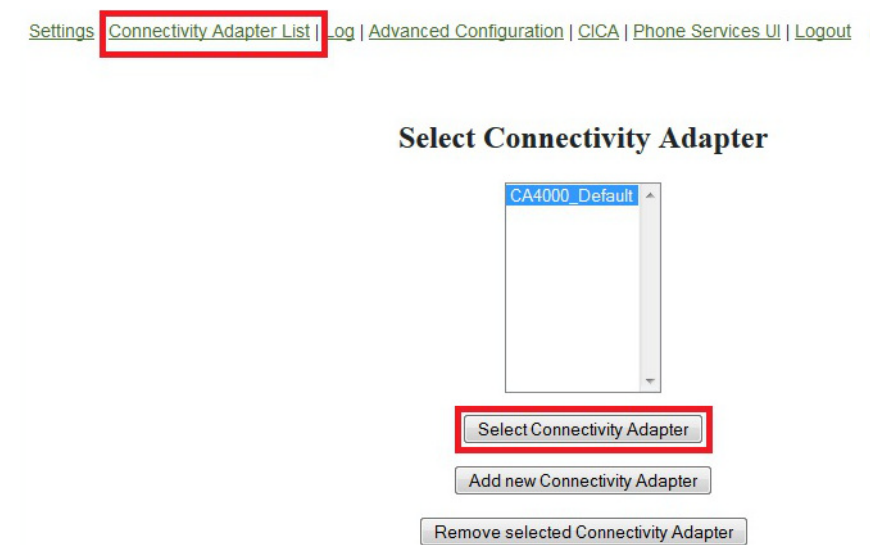 Settings | Connectivity Adapter List | Log | Advanced Configuration | CICA | Phone Services UI | Logout
Select Connectivity Adapter
CA4000_Default
Select Connectivity Adapter
Add new Connectivity Adapter
Remove selected Connectivity Adapter